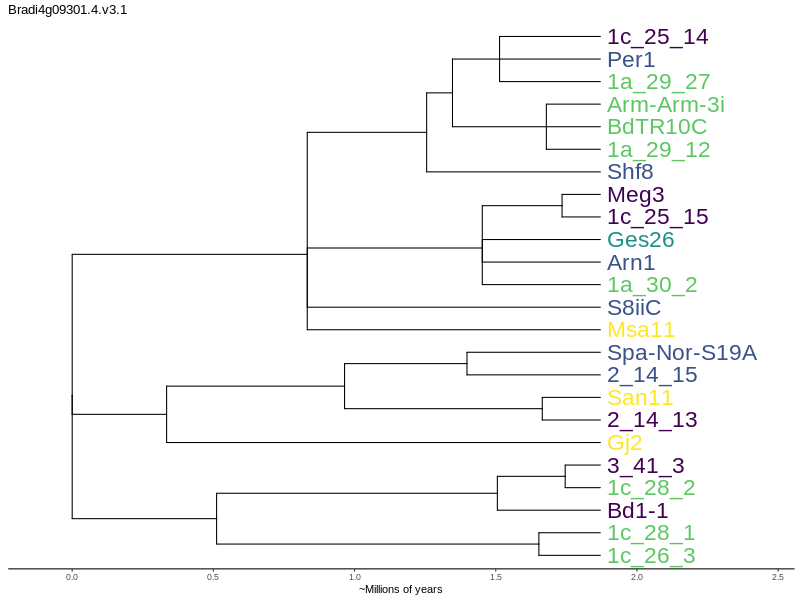 Bradi4g09301.4.v3.1
1c_25_14
Per1
1a_29_27
Arm-Arm-3i
BdTR10C
1a_29_12
Shf8
Meg3
1c_25_15
Ges26
Arn1
1a_30_2
S8iiC
Msa11
Spa-Nor-S19A
2_14_15
San11
2_14_13
Gj2
3_41_3
1c_28_2
Bd1-1
1c_28_1
1c_26_3
0.0 0.5 1.0 1.5 2.0 2.5
~Millions of years